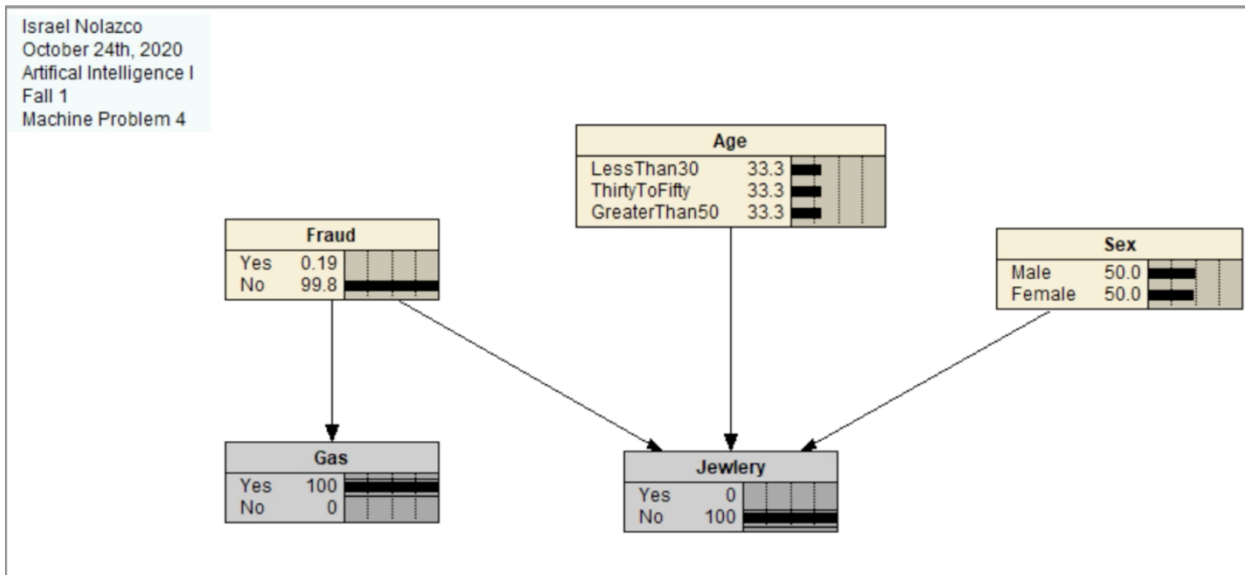 Israel Nolazco
October 24th, 2020
Artifical Intelligence I
Fall 1
Machine Problem 4
Age
LessThan30 33.3
ThirtyToFifty 33.3
GreaterThan50 33.3
Fraud
Yes 0.19
No 99.8
Sex
Male 50.0
Female 50.0
Gas
Yes 100
No 0
Jewlery
Yes 0
No 100